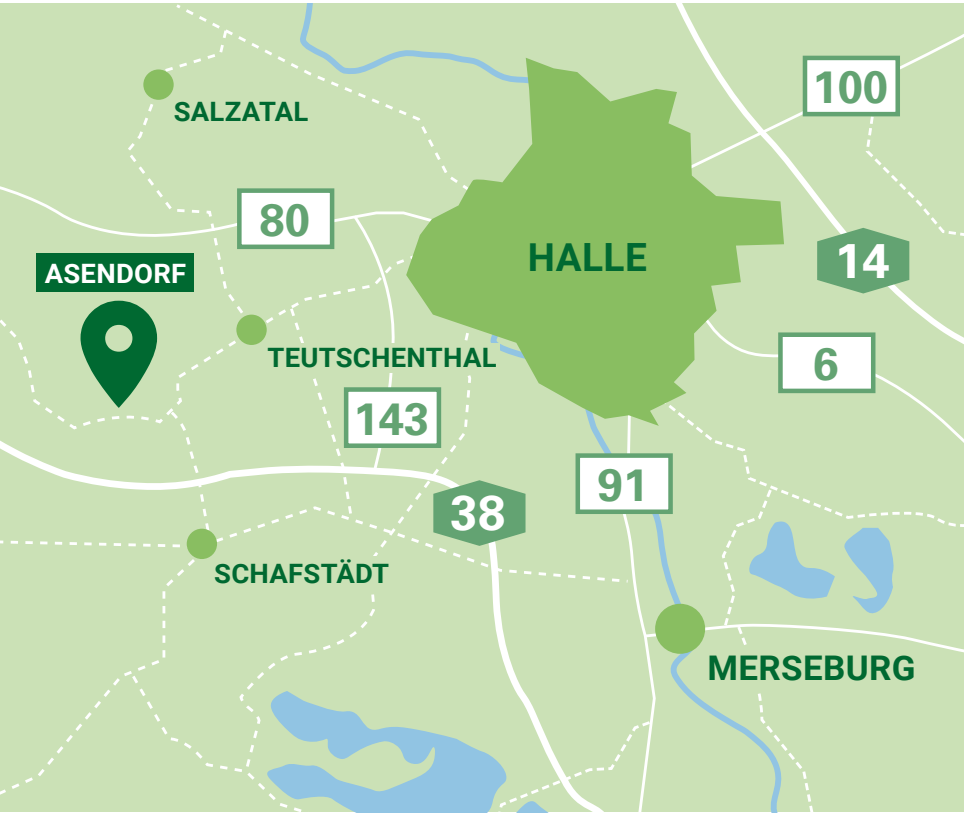 100
SALZATAL
80
HALLE
14
ASENDORF
TEUTSCHENTHAL
6
143
91
38
SCHAFSTÄDT
MERSEBURG